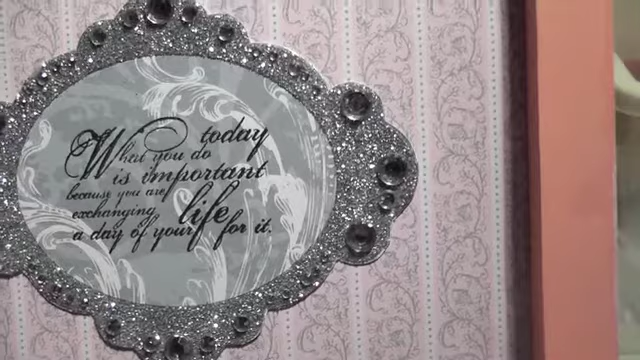 What you do today
is important
because you are
exchanging life
a day of your for it.